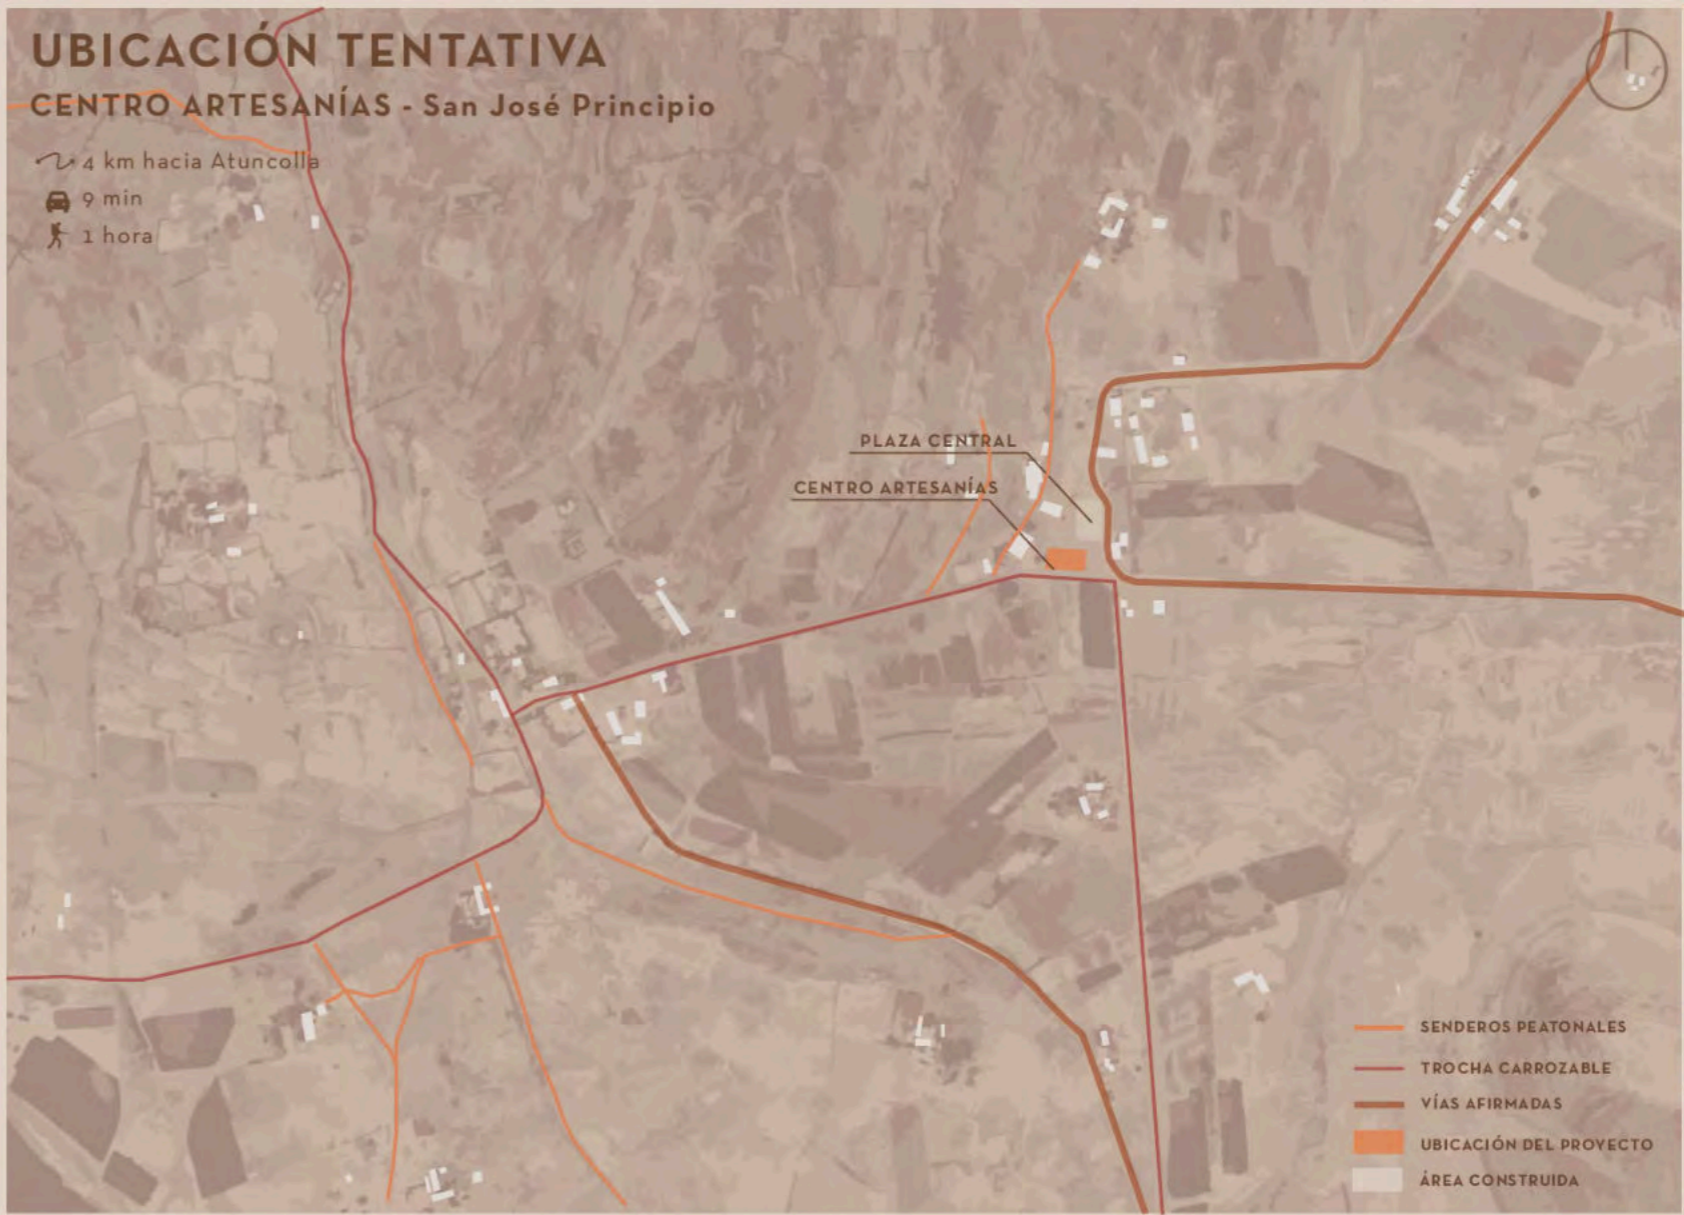 UBICACIÓN TENTATIVA
CENTRO ARTESANÍAS - San José Principio
4 km hacia Atuncolla
9 min
1 hora
PLAZA CENTRAL
CENTRO ARTESANÍAS
SENDEROS PEATONALES
TROCHA CARROZABLE
VÍAS AFIRMADAS
UBICACIÓN DEL PROYECTO
ÁREA CONSTRUIDA